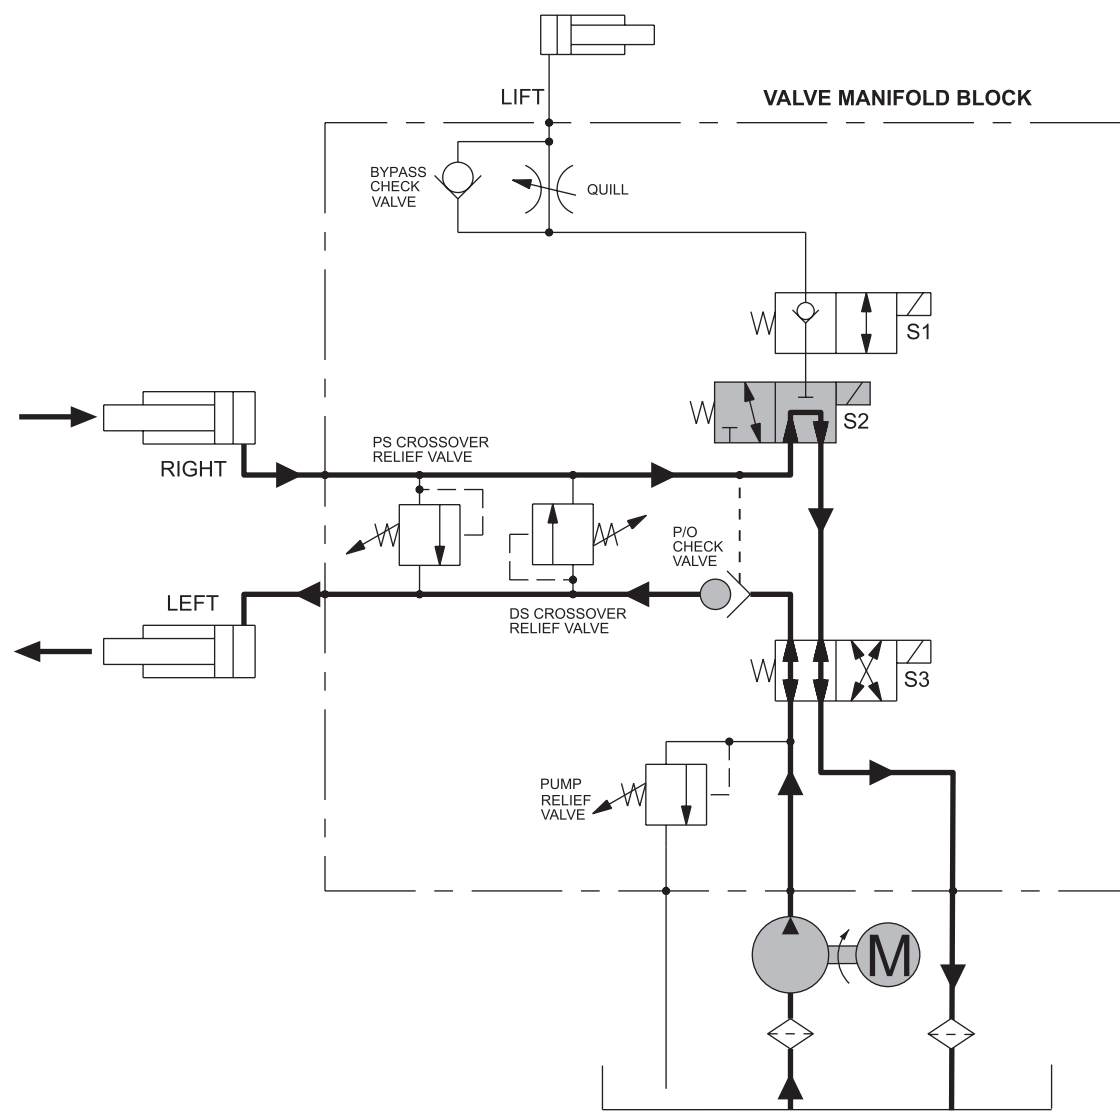 LIFT
VALVE MANIFOLD BLOCK
BYPASS
CHECK
VALVE
QUILL
S1
S2
PS CROSSOVER
RELIEF VALVE
RIGHT
P/O
CHECK
VALVE
LEFT
DS CROSSOVER
RELIEF VALVE
S3
PUMP
RELIEF
VALVE
M